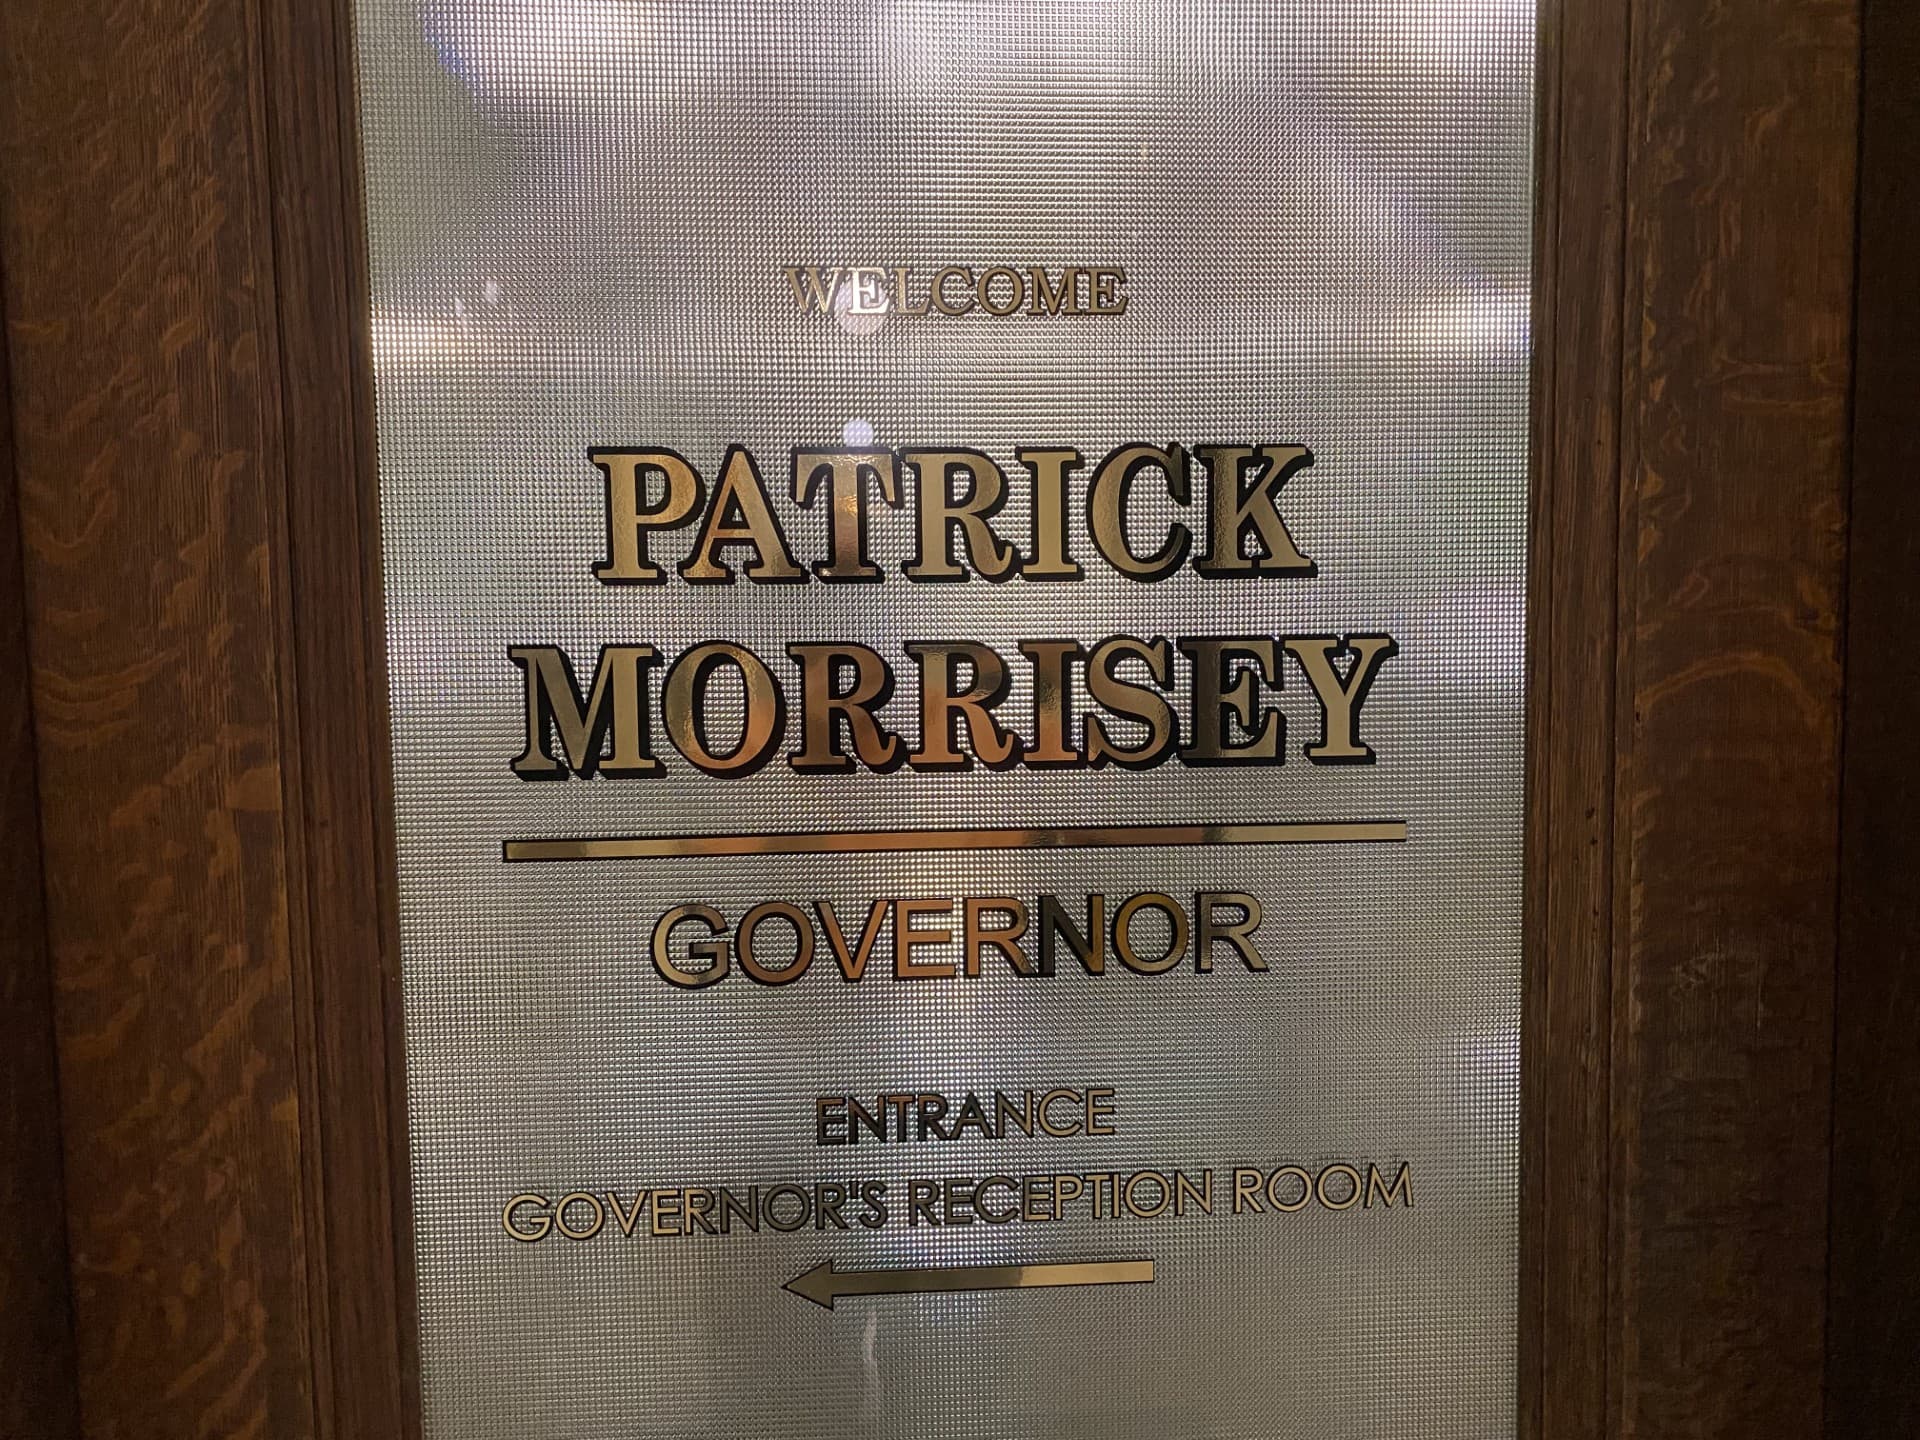 WELCOME
PATRICK
MORRISEY
GOVERNOR
ENTRANCE
GOVERNOR'S RECEPTION ROOM